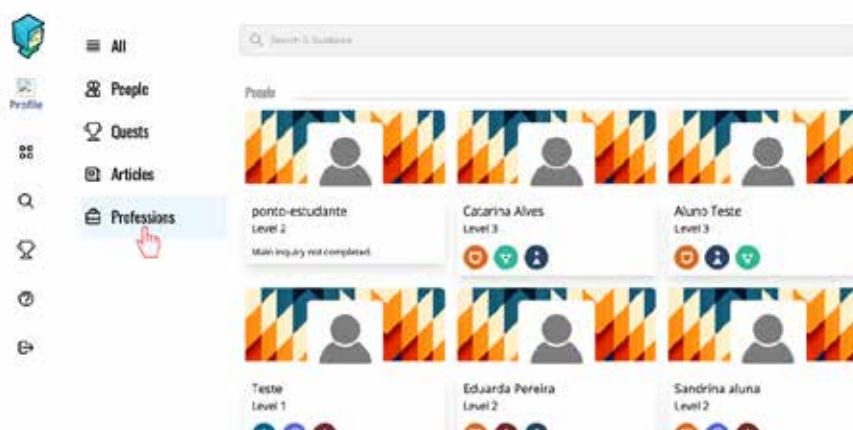 Profile
All
People
Quests
Articles
Professions
People
ponto-estudante
Level 2
Main inquiry not completed.
Catarina Alves
Level 3
Aluno Teste
Level 3
Teste
Level 1
Eduarda Pereira
Level 2
Sandrina aluna
Level 2